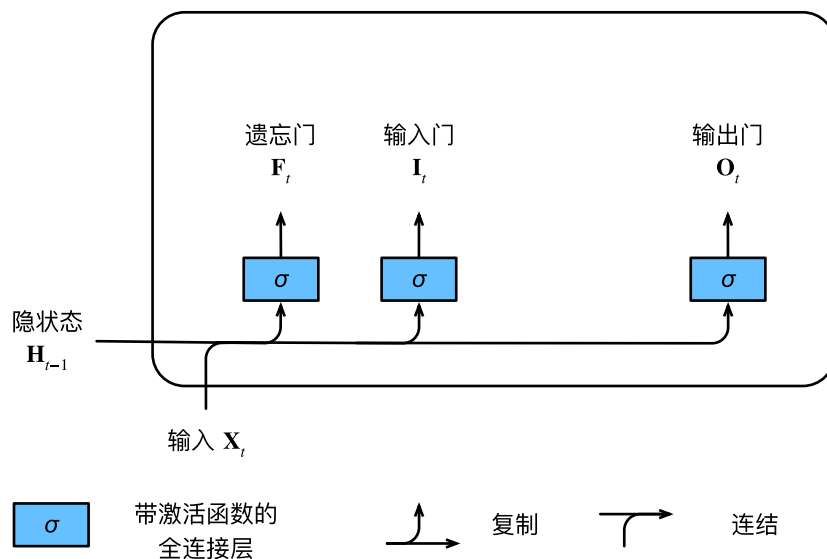 遗忘门
F_t
输入门
I_t
输出门
O_t
σ
σ
σ
隐状态
H_{t−1}
输入 X_t
σ
带激活函数的
全连接层
复制
连结